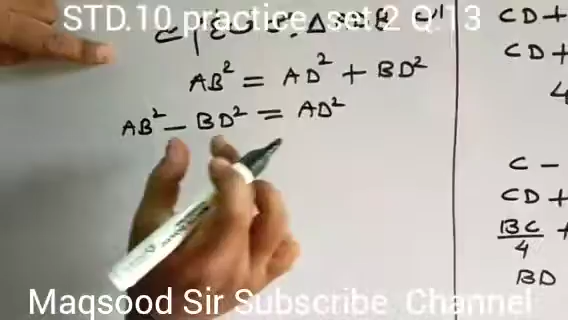 STD.10 practice set 2 Q.13
AB² = AD² + BD²
AB² - BD² = AD²
CD+
CD+
4
C -
CD+
BC/4 +
BD
Maqsood Sir Subscribe Channel